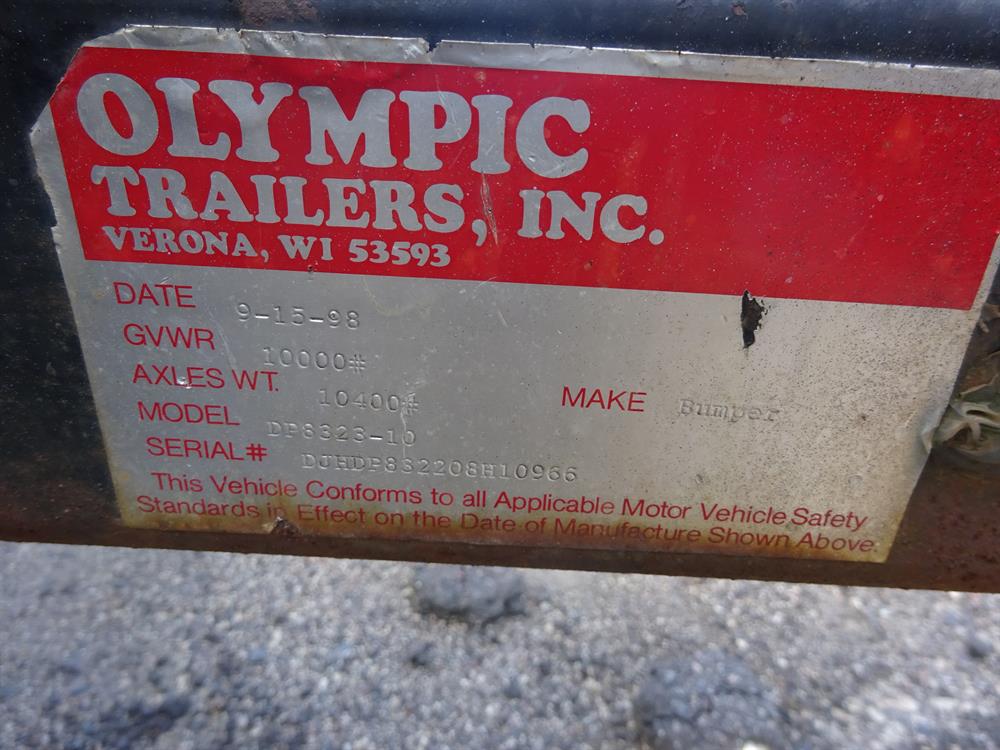 OLYMPIC
TRAILERS, INC.
VERONA, WI 53593
DATE 9-15-98
GVWR 10000#
AXLES WT. 10400#
MAKE Bumper
MODEL DP8323-10
SERIAL# DJHDP832208H10966
This Vehicle Conforms to all Applicable Motor Vehicle Safety
Standards in Effect on the Date of Manufacture Shown Above.